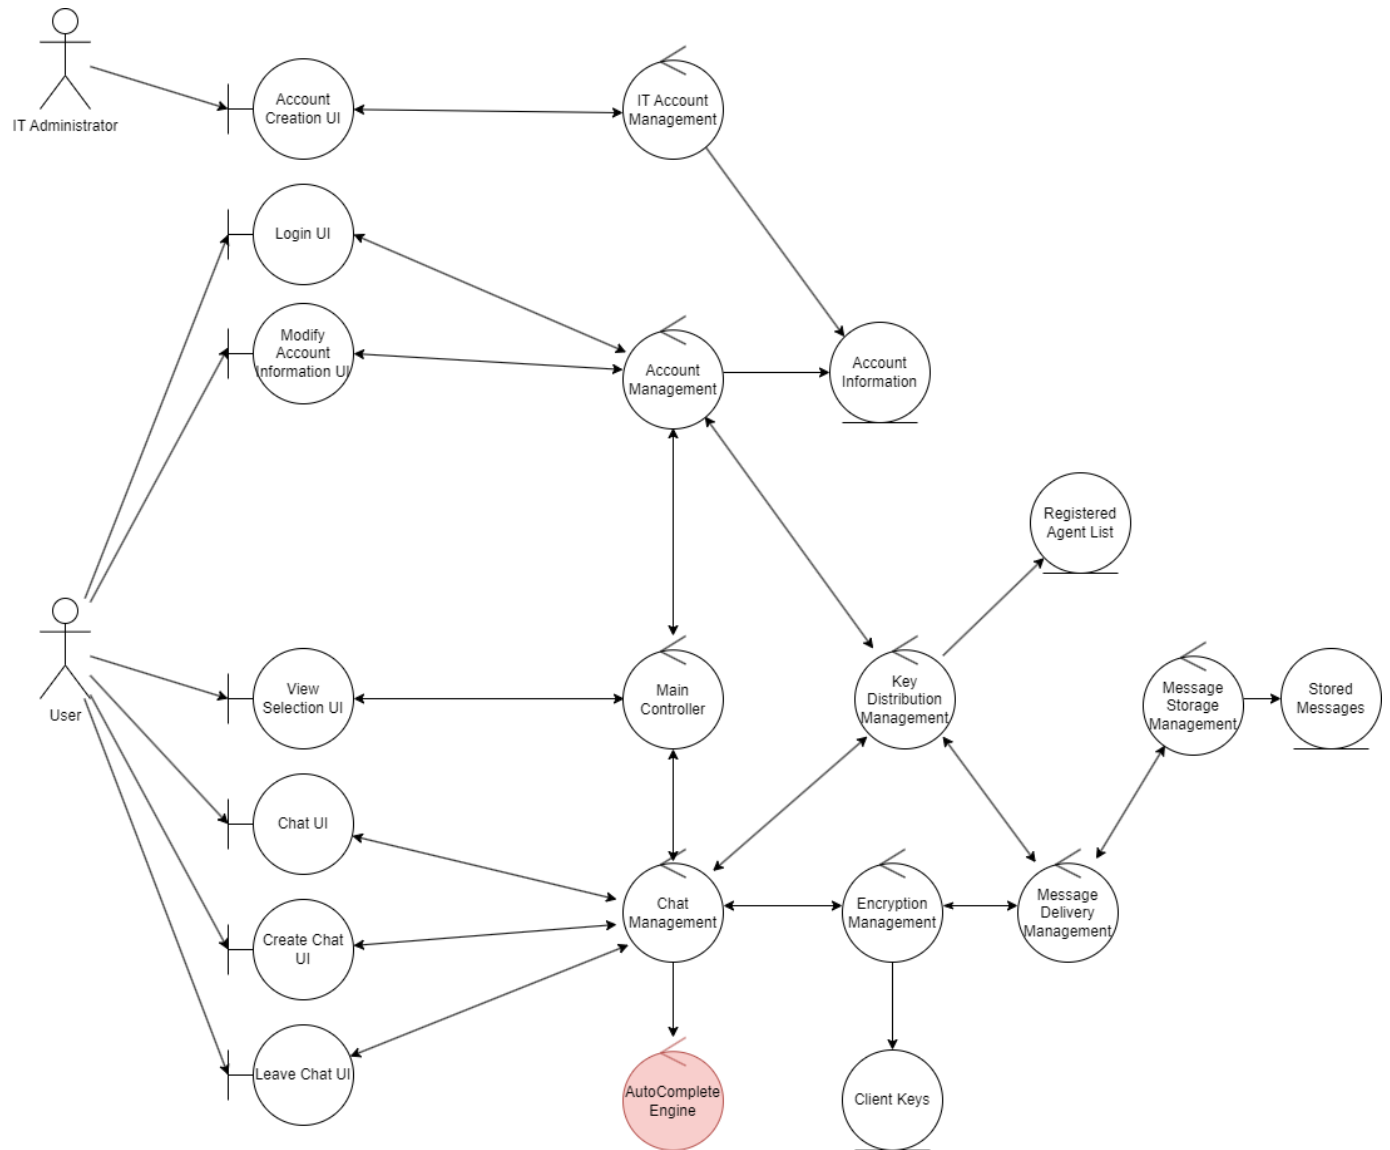 IT Administrator
Account
Creation UI
IT Account
Management
Login UI
Modify
Account
Information UI
Account
Management
Account
Information
Registered
Agent List
User
View
Selection UI
Main
Controller
Key
Distribution
Management
Message
Storage
Management
Stored
Messages
Chat UI
Create Chat
UI
Leave Chat UI
Chat
Management
Encryption
Management
Message
Delivery
Management
AutoComplete
Engine
Client Keys